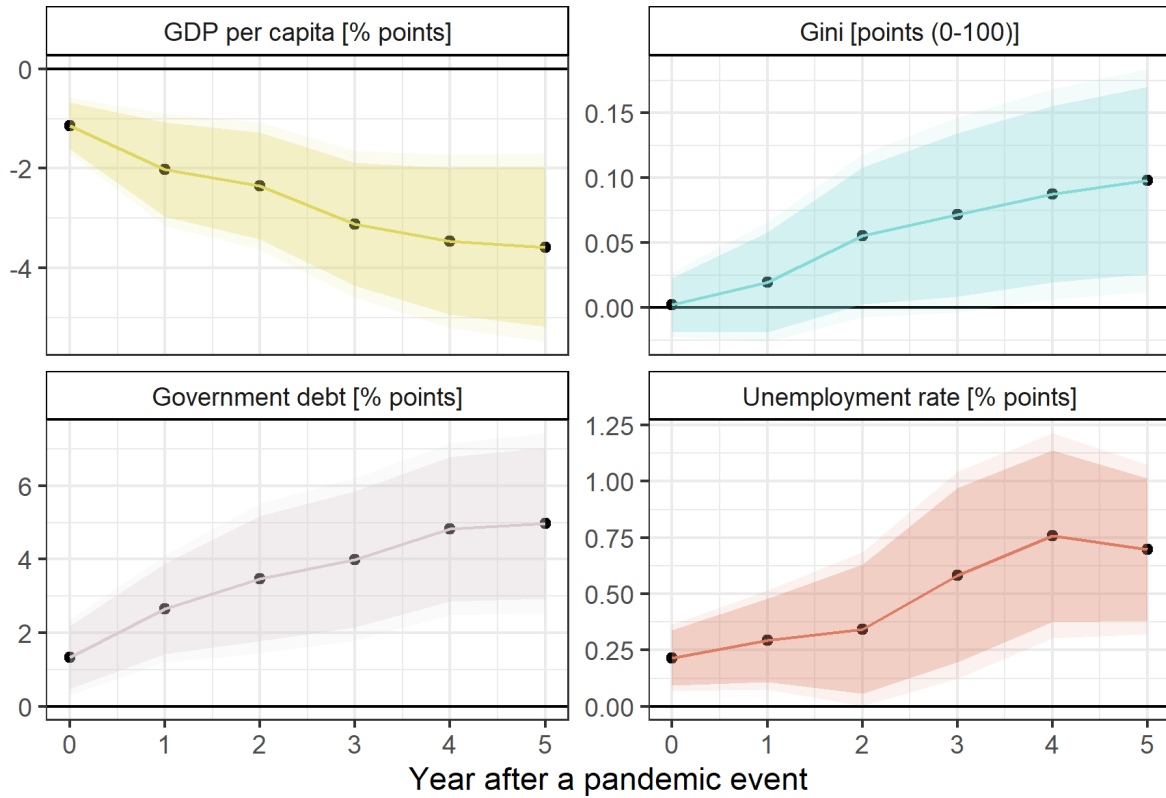 GDP per capita [% points]
Gini [points (0-100)]
0
-2
-4
0.15
0.10
0.05
0.00
Government debt [% points]
Unemployment rate [% points]
6
4
2
0
1.25
1.00
0.75
0.50
0.25
0.00
0 1 2 3 4 5
0 1 2 3 4 5
Year after a pandemic event